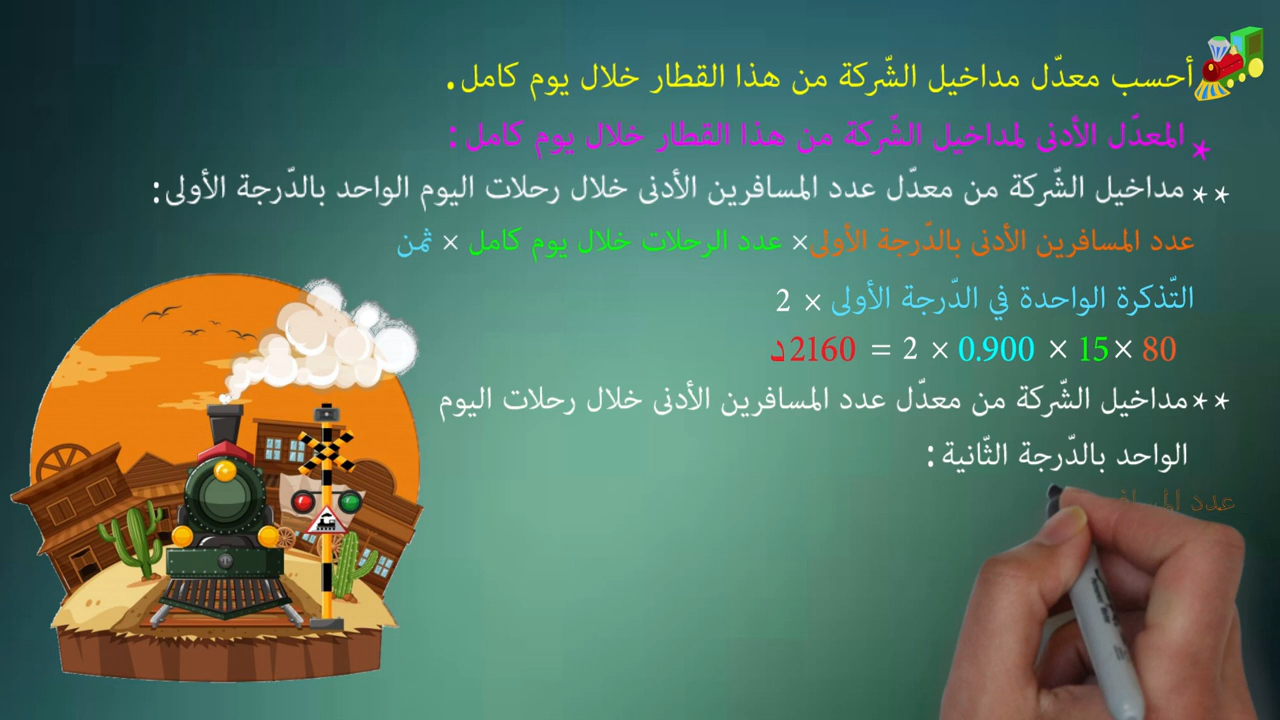 أحسب معدّل مداخيل الشّركة من هذا القطار خلال يوم كامل.
* المعدّل الأدنى لمداخيل الشّركة من هذا القطار خلال يوم كامل:
** مداخيل الشّركة من معدّل عدد المسافرين الأدنى خلال رحلات اليوم الواحد بالدّرجة الأولى:
عدد المسافرين الأدنى بالدّرجة الأولى× عدد الرحلات خلال يوم كامل × ثمن
التّذكرة الواحدة في الدّرجة الأولى × 2
80 × 15 × 0.900 × 2 = 2160د
** مداخيل الشّركة من معدّل عدد المسافرين الأدنى خلال رحلات اليوم
الواحد بالدّرجة الثّانية:
عدد